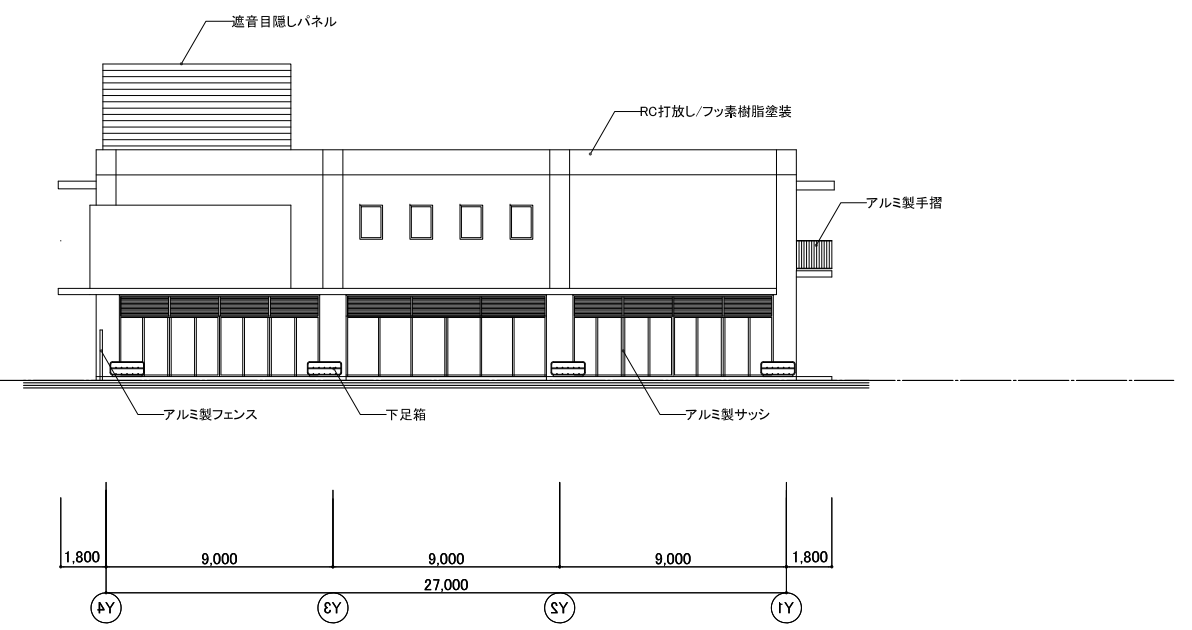 遮音目隠しパネル
RC打放し/フッ素樹脂塗装
アルミ製手摺
アルミ製フェンス
下足箱
アルミ製サッシ
1,800
9,000
9,000
9,000
1,800
27,000
Y4
Y3
Y2
Y1